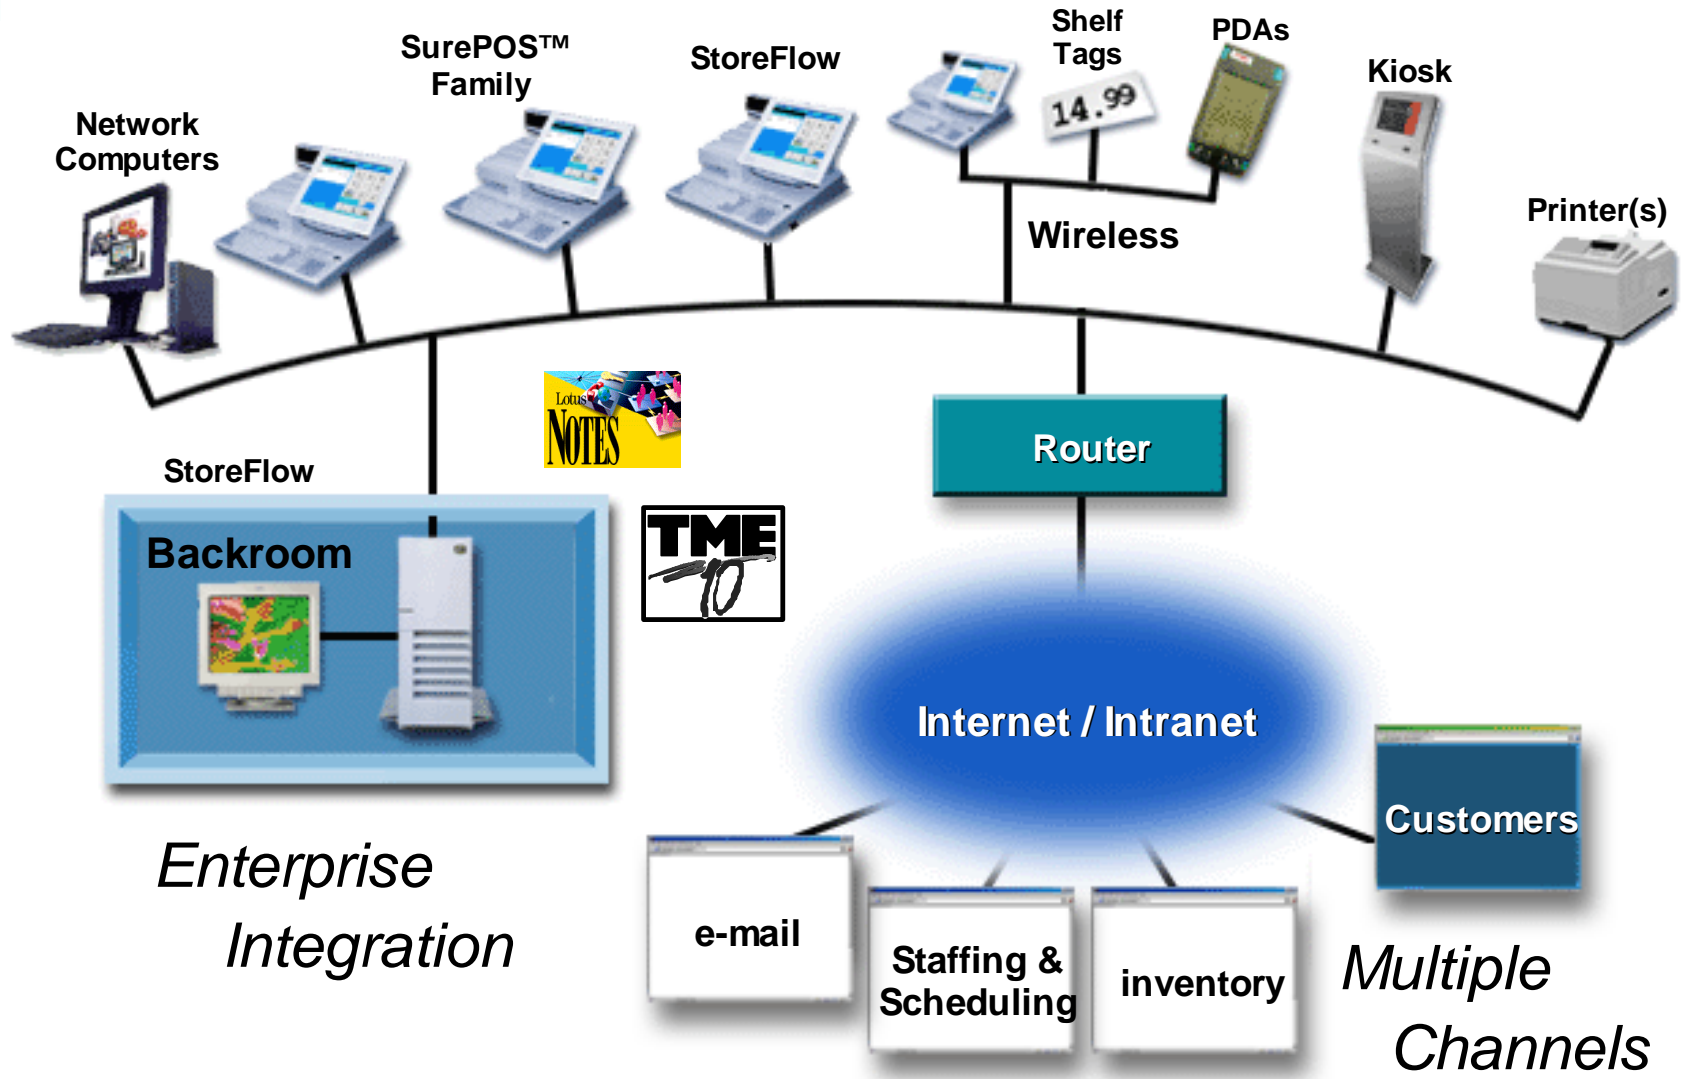 Shelf
Tags
PDAs
SurePOS™
Family
StoreFlow
Kiosk
Network
Computers
14.99
Printer(s)
Wireless
Lotus
NOTES
Router
StoreFlow
TME
10
Backroom
Internet / Intranet
Customers
Enterprise
Integration
e-mail
Staffing &
Scheduling
inventory
Multiple
Channels